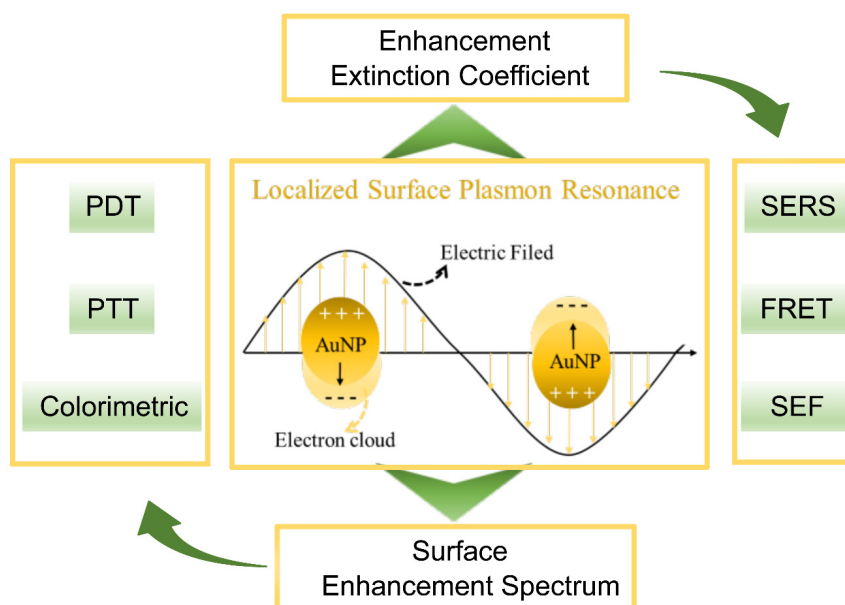 Enhancement
Extinction Coefficient
PDT
PTT
Colorimetric
Localized Surface Plasmon Resonance
Electric Filed
+ + +
AuNP
- - -
Electron cloud
- - -
AuNP
+ + +
SERS
FRET
SEF
Surface
Enhancement Spectrum